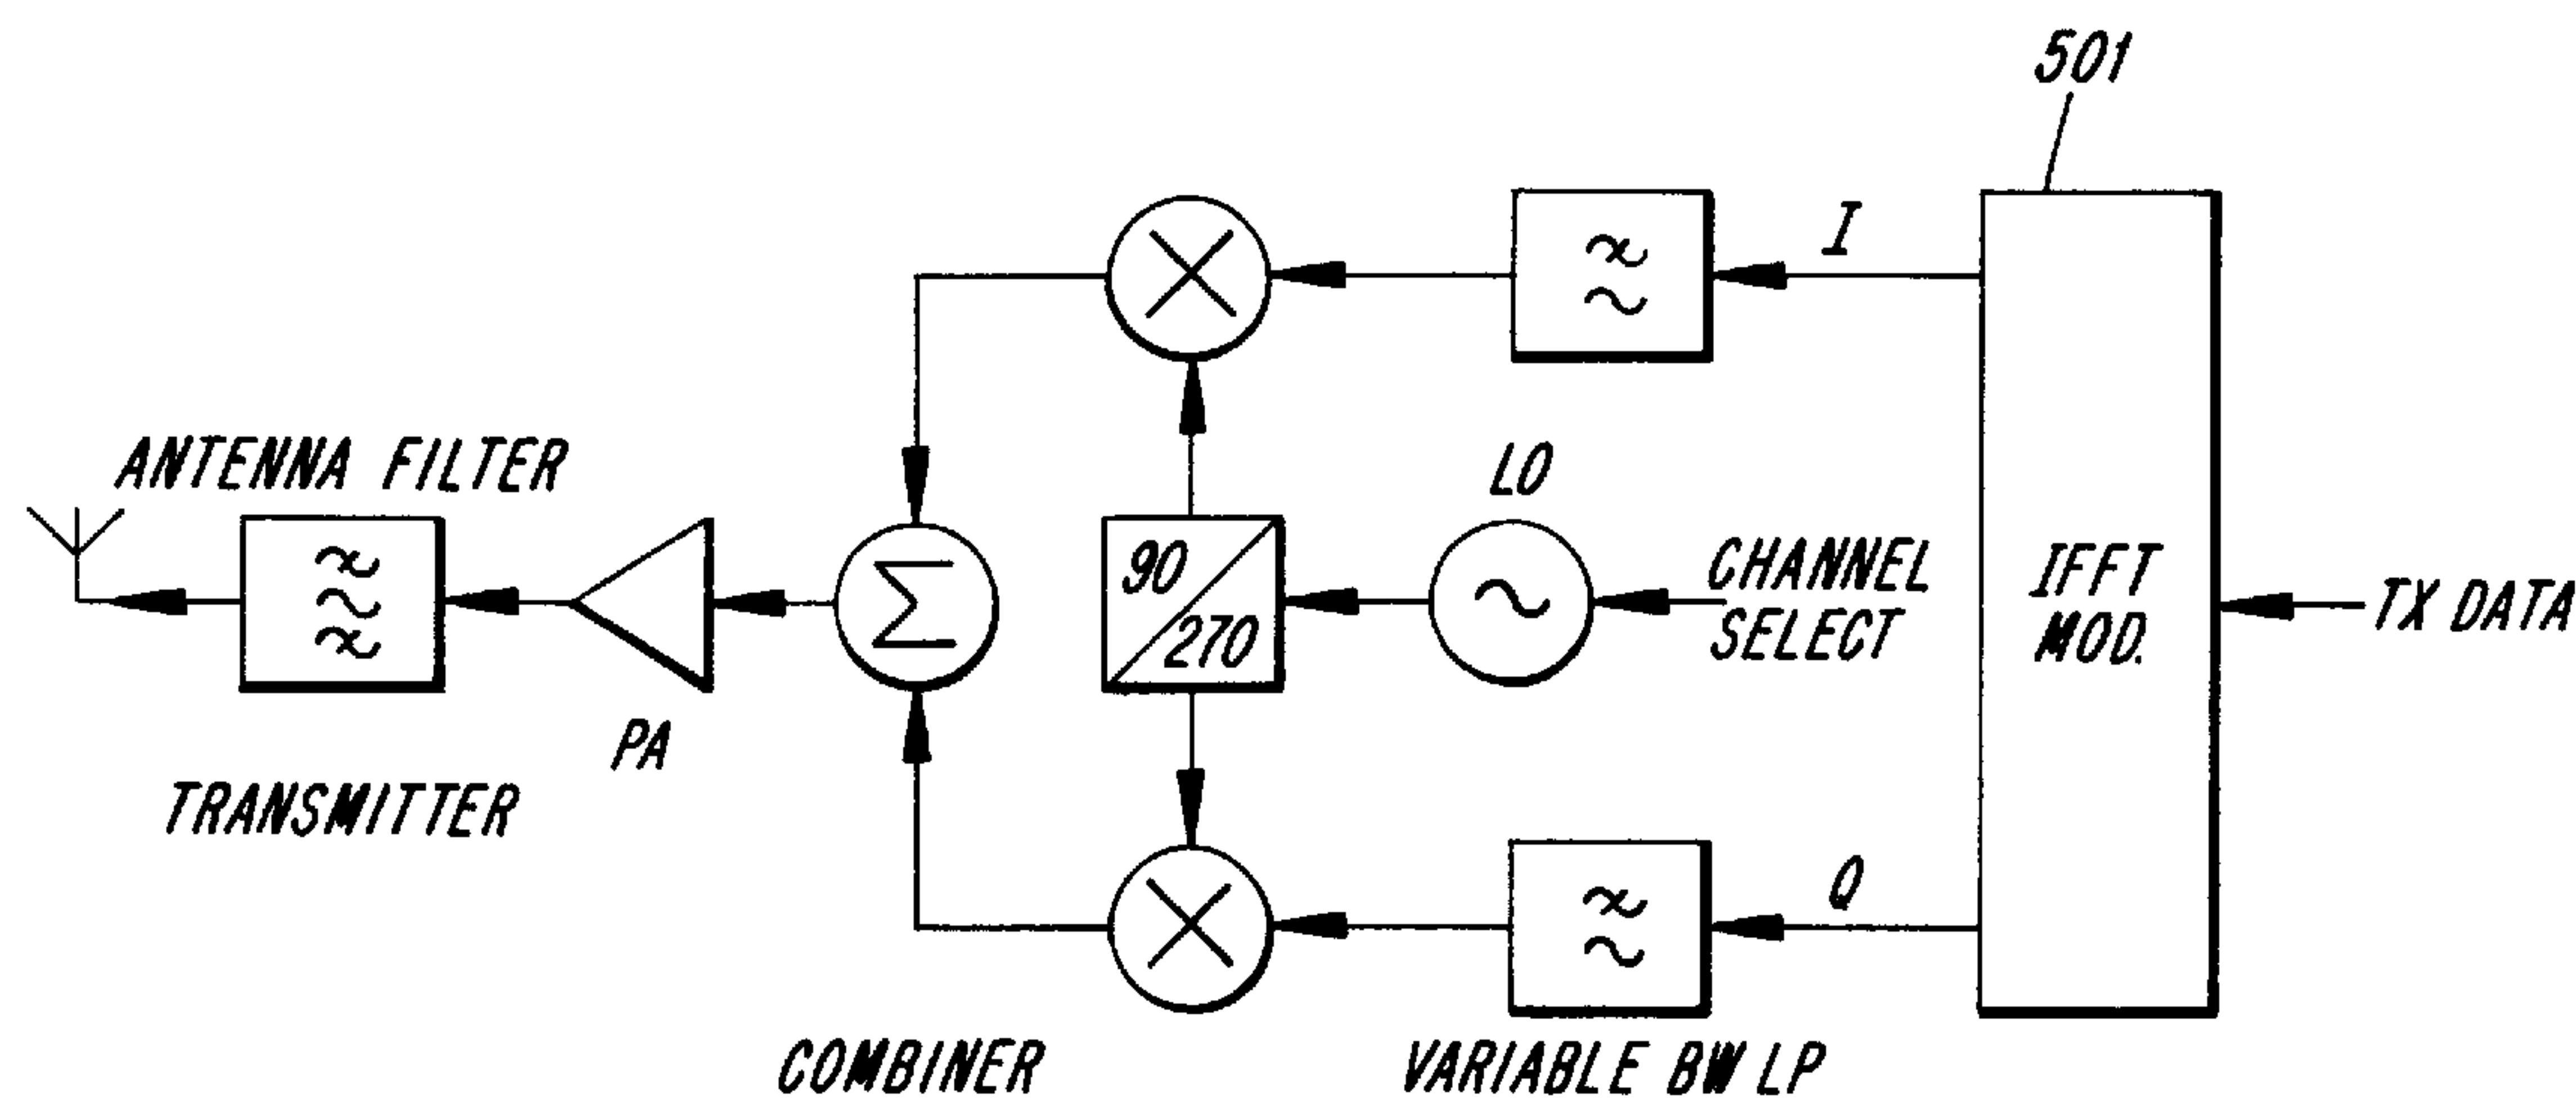 501
I
ANTENNA FILTER
LO
90
270
CHANNEL
SELECT
IFFT
MOD.
TX DATA
Σ
PA
TRANSMITTER
Q
COMBINER
VARIABLE BW LP